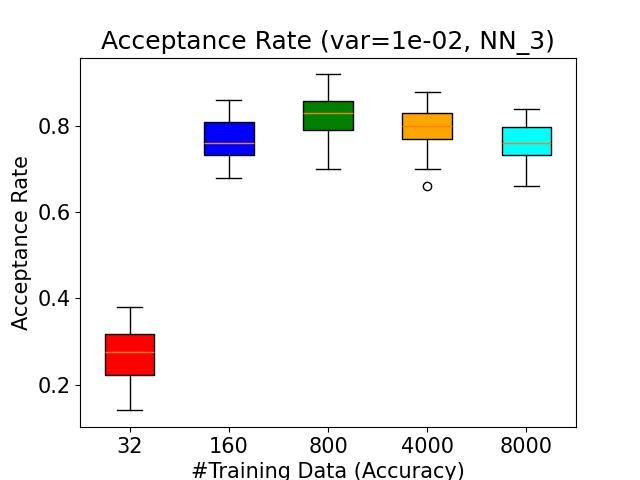 Acceptance Rate (var=1e-02, NN_3)
Acceptance Rate
0.8
0.6
0.4
0.2
32 160 800 4000 8000
#Training Data (Accuracy)